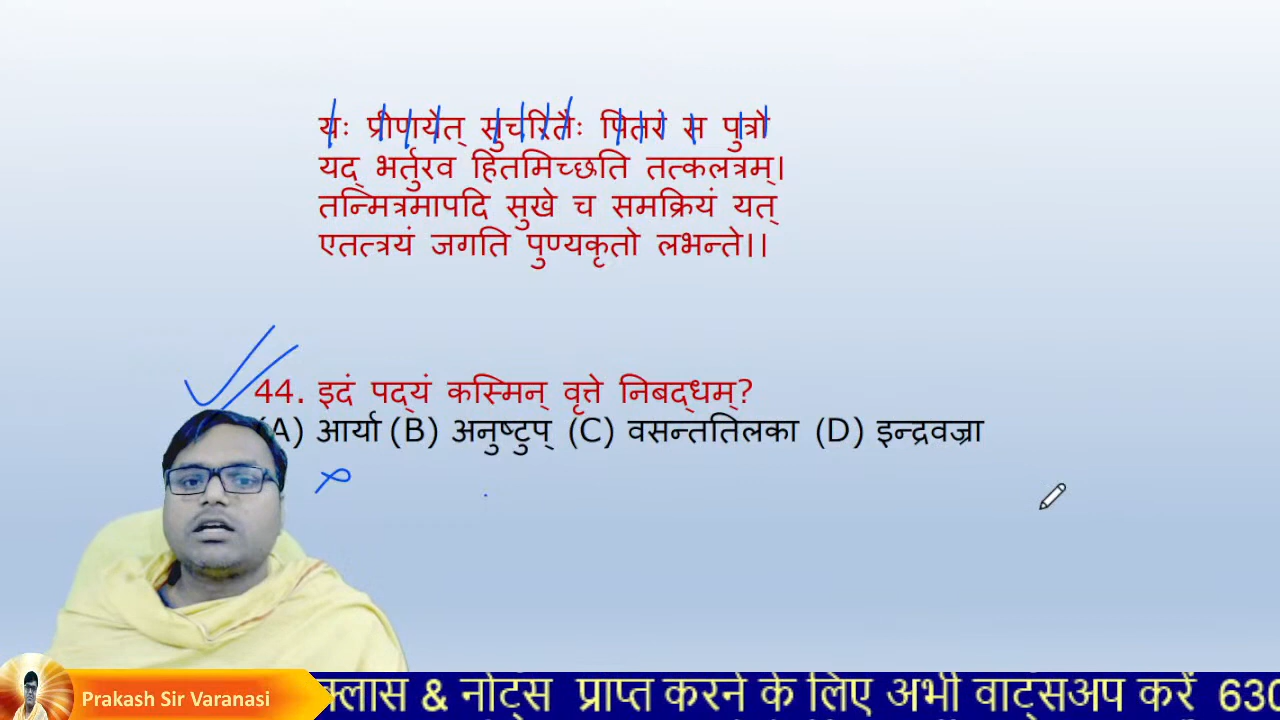 यः प्रीणयेत् सुचरितैः पितरं स पुत्रो
यद् भर्तुरव हितमिच्छति तत्कलत्रम्।
तन्मित्रमापदि सुखे च समक्रियं यत्
एतत्त्रयं जगति पुण्यकृतो लभन्ते।।
44. इदं पद्यं कस्मिन् वृत्ते निबद्धम्?
(A) आर्या (B) अनुष्टुप् (C) वसन्ततिलका (D) इन्द्रवज्रा
Prakash Sir Varanasi
क्लास & नोट्स प्राप्त करने के लिए अभी वाट्सअप करें 630